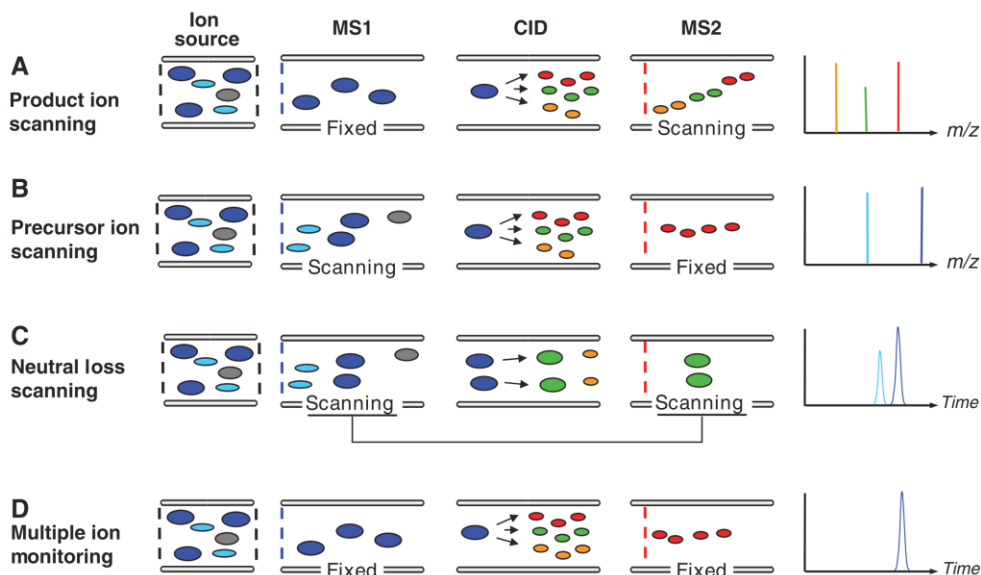 Ion
source
MS1
CID
MS2
A
Product ion
scanning
Fixed
Scanning
m/z
B
Precursor ion
scanning
Scanning
Fixed
m/z
C
Neutral loss
scanning
Scanning
Scanning
Time
D
Multiple ion
monitoring
Fixed
Fixed
Time